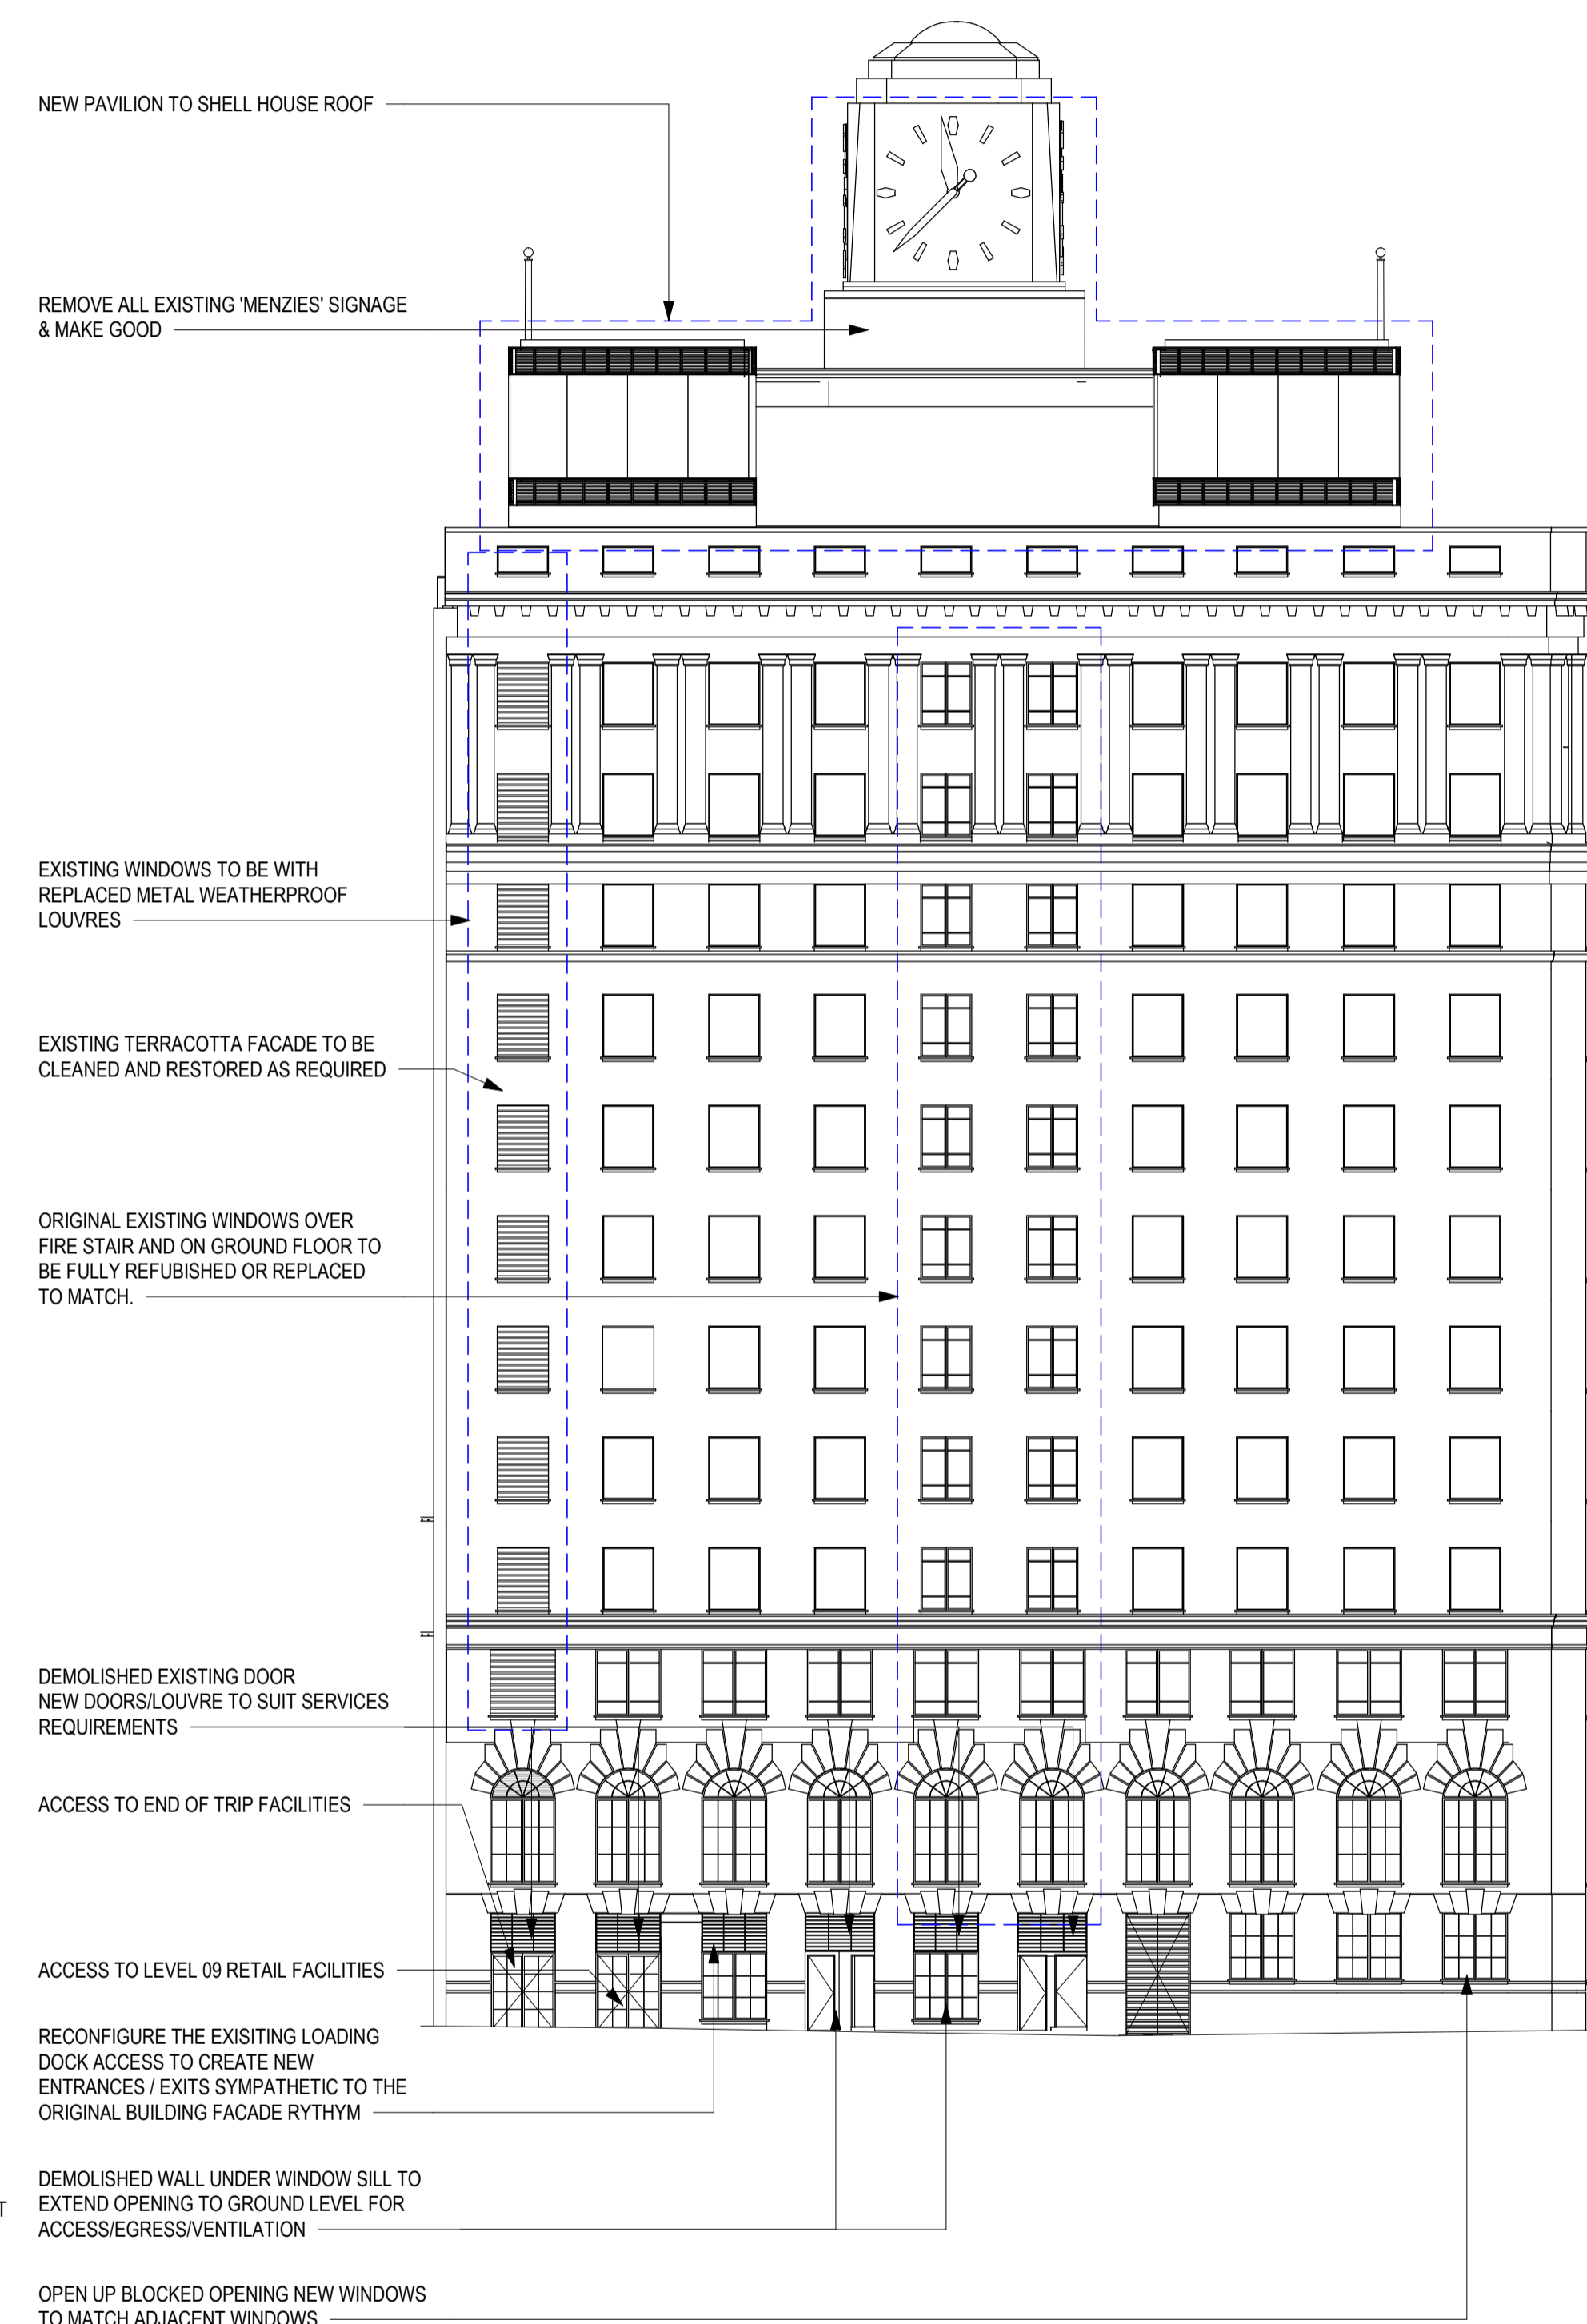 NEW PAVILION TO SHELL HOUSE ROOF
REMOVE ALL EXISTING 'MENZIES' SIGNAGE
& MAKE GOOD
EXISTING WINDOWS TO BE WITH
REPLACED METAL WEATHERPROOF
LOUVRES
EXISTING TERRACOTTA FACADE TO BE
CLEANED AND RESTORED AS REQUIRED
ORIGINAL EXISTING WINDOWS OVER
FIRE STAIR AND ON GROUND FLOOR TO
BE FULLY REFUBISHED OR REPLACED
TO MATCH.
DEMOLISHED EXISTING DOOR
NEW DOORS/LOUVRE TO SUIT SERVICES
REQUIREMENTS
ACCESS TO END OF TRIP FACILITIES
ACCESS TO LEVEL 09 RETAIL FACILITIES
RECONFIGURE THE EXISITING LOADING
DOCK ACCESS TO CREATE NEW
ENTRANCES / EXITS SYMPATHETIC TO THE
ORIGINAL BUILDING FACADE RYTHYM
DEMOLISHED WALL UNDER WINDOW SILL TO
EXTEND OPENING TO GROUND LEVEL FOR
ACCESS/EGRESS/VENTILATION
T
OPEN UP BLOCKED OPENING NEW WINDOWS
TO MATCH ADJACENT WINDOWS